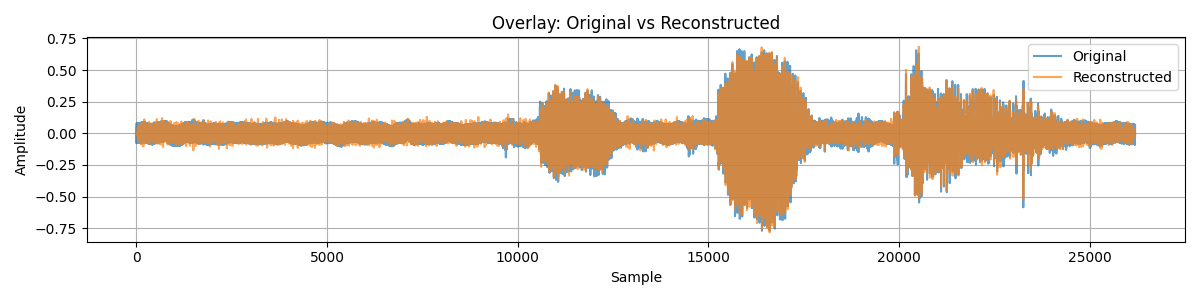 Overlay: Original vs Reconstructed
Original
Reconstructed
0.75
0.50
0.25
0.00
−0.25
−0.50
−0.75
Amplitude
0 5000 10000 15000 20000 25000
Sample